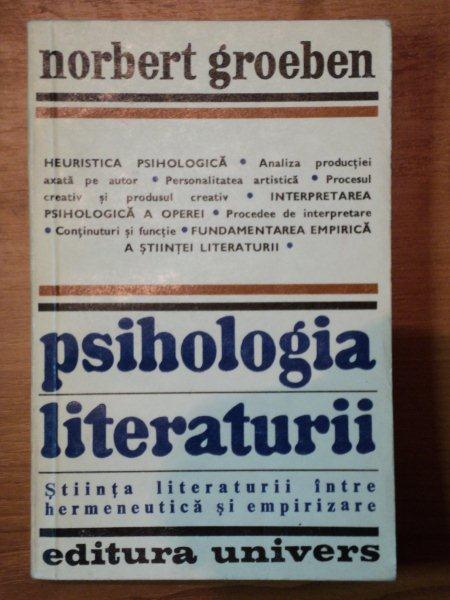 norbert groeben
HEURISTICA PSIHOLOGICĂ • Analiza producției
axată pe autor • Personalitatea artistică • Procesul
creativ și produsul creativ • INTERPRETAREA
PSIHOLOGICĂ A OPEREI • Procedee de interpretare
• Conținuturi și funcție • FUNDAMENTAREA EMPIRICĂ
A ȘTIINȚEI LITERATURII •
psihologia
literaturii
Știința literaturii între
hermeneutică și empirizare
editura univers